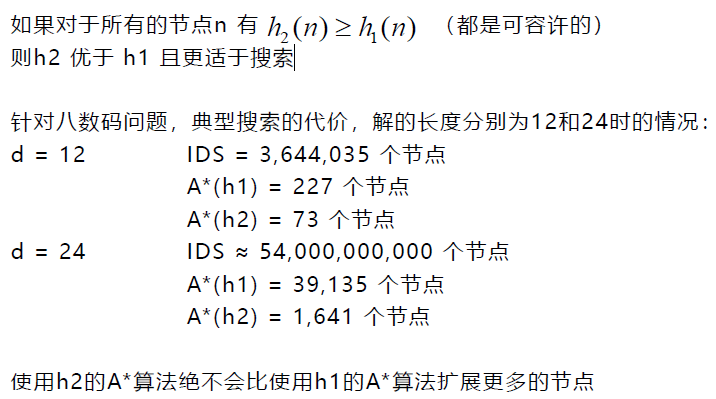 如果对于所有的节点n 有 h₂(n) ≥ h₁(n) （都是可容许的）
则h2 优于 h1 且更适于搜索
针对八数码问题，典型搜索的代价，解的长度分别为12和24时的情况：
d = 12 IDS = 3,644,035 个节点
A*(h1) = 227 个节点
A*(h2) = 73 个节点
d = 24 IDS ≈ 54,000,000,000 个节点
A*(h1) = 39,135 个节点
A*(h2) = 1,641 个节点
使用h2的A*算法绝不会比使用h1的A*算法扩展更多的节点